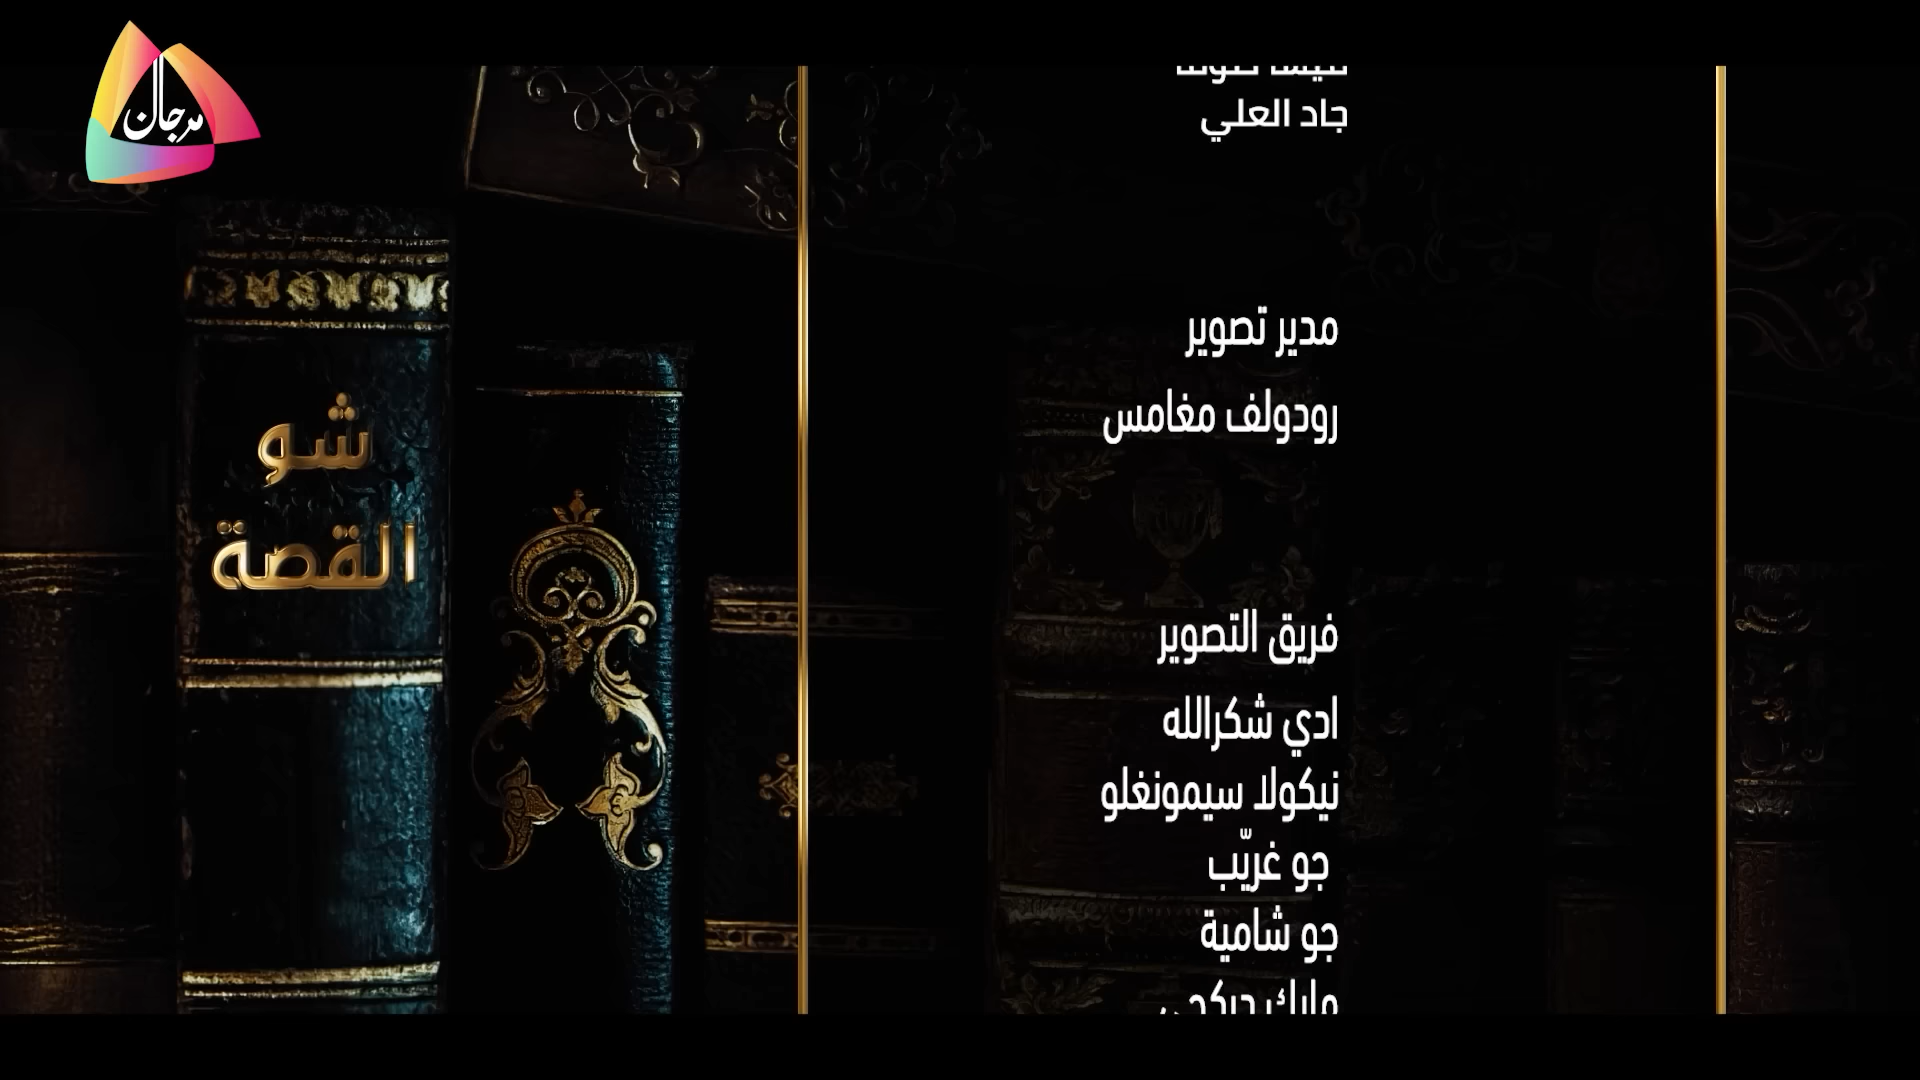 مرجان
شو
القصة
جاد العلي
مدير تصوير
رودولف مغامس
فريق التصوير
ادي شكرالله
نيكولا سيمونغلو
جو غريّب
جو شامية